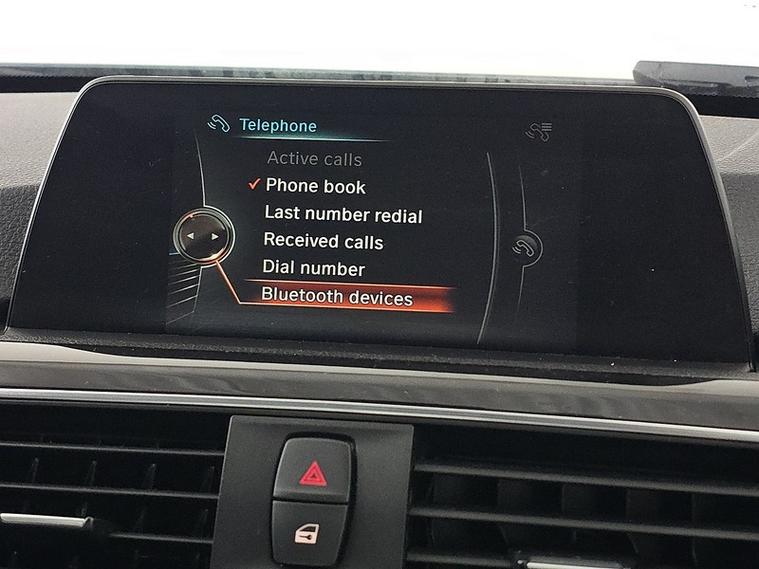 Telephone
Active calls
Phone book
Last number redial
Received calls
Dial number
Bluetooth devices